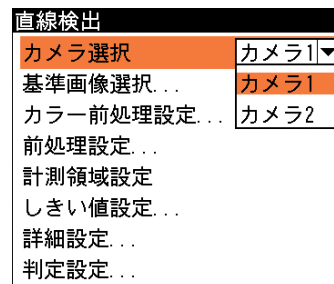 直線検出
カメラ選択 カメラ1
基準画像選択... カメラ1
カラー前処理設定... カメラ2
前処理設定...
計測領域設定
しきい値設定...
詳細設定...
判定設定...